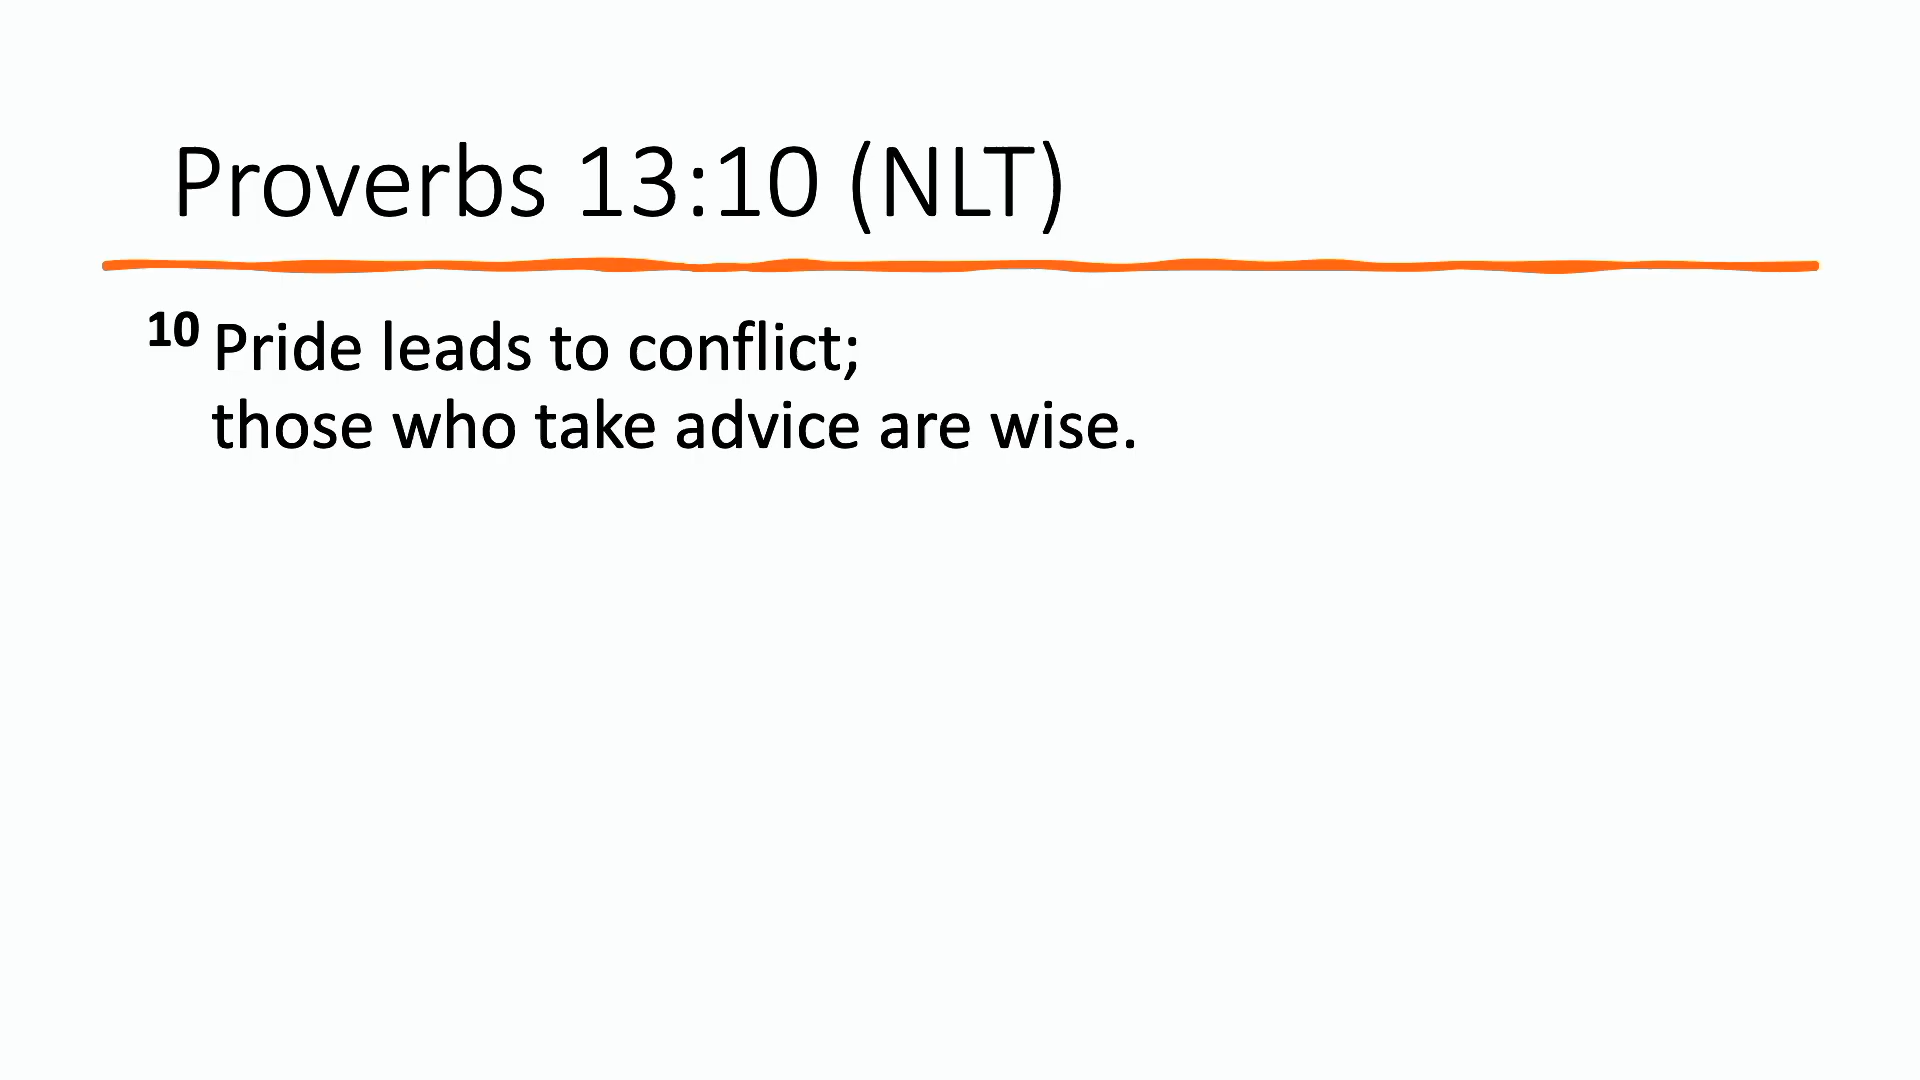 Proverbs 13:10 (NLT)
10 Pride leads to conflict;
those who take advice are wise.